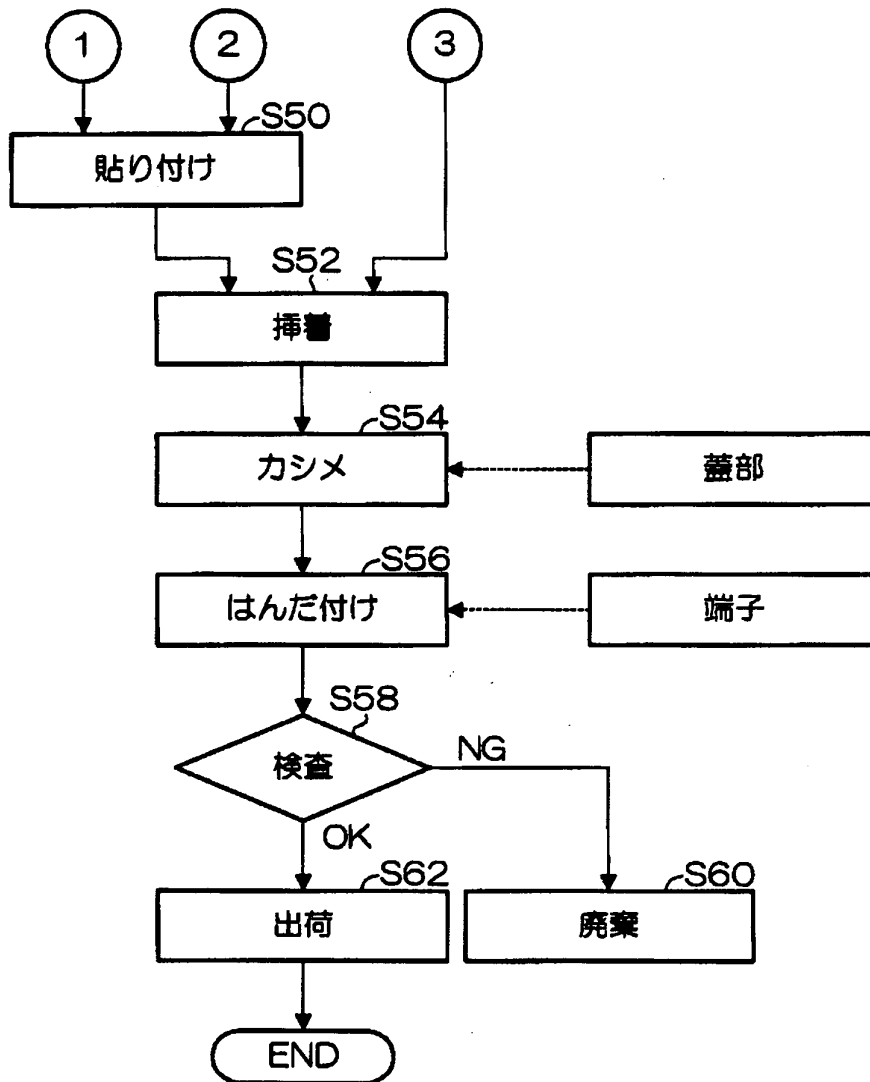 1 2 3
S50
貼り付け
S52
挿着
S54
カシメ
蓋部
S56
はんだ付け
端子
S58
検査
NG
OK
S62
出荷
S60
廃棄
END